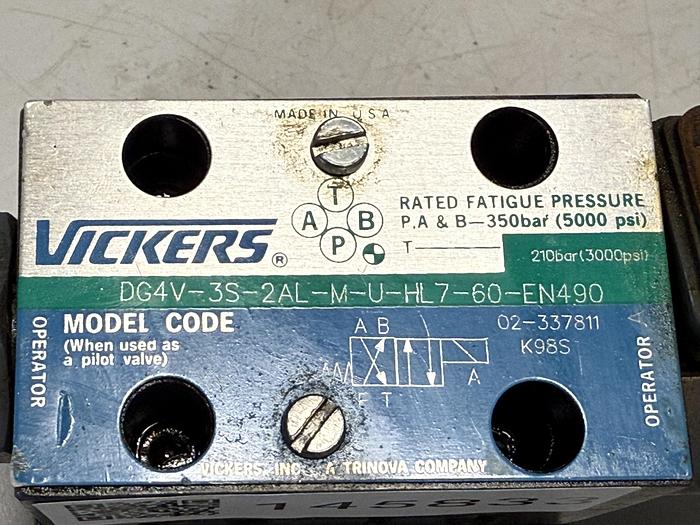 MADE IN U.S.A
T
A B
P
VICKERS ®
RATED FATIGUE PRESSURE
P.A & B—350bar (5000 psi)
T— 210bar (3000psi)
DG4V-3S-2AL-M-U-HL7-60-EN490
OPERATOR
MODEL CODE
(When used as
a pilot valve)
A B
A
P T
02-337811
K98S
A
OPERATOR
VICKERS, INC. A TRINOVA COMPANY